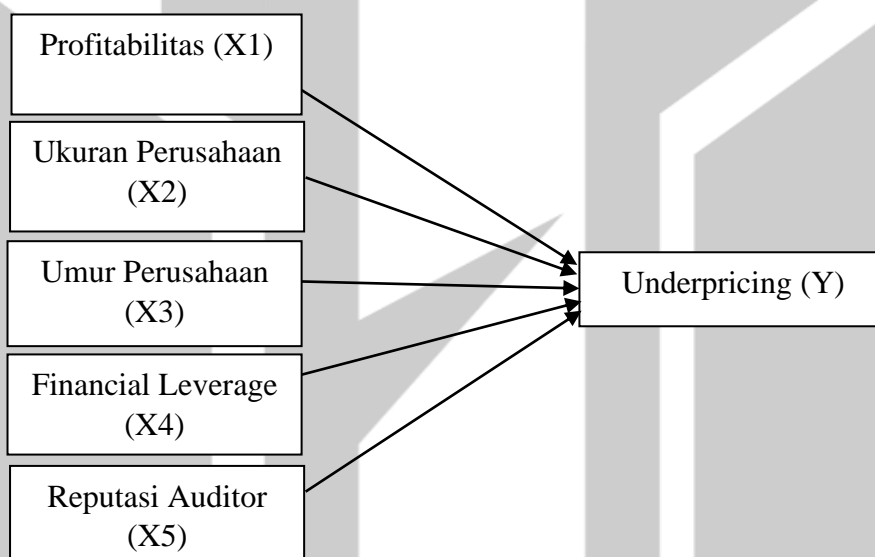 Profitabilitas (X1)
Ukuran Perusahaan
(X2)
Umur Perusahaan
(X3)
Underpricing (Y)
Financial Leverage
(X4)
Reputasi Auditor
(X5)